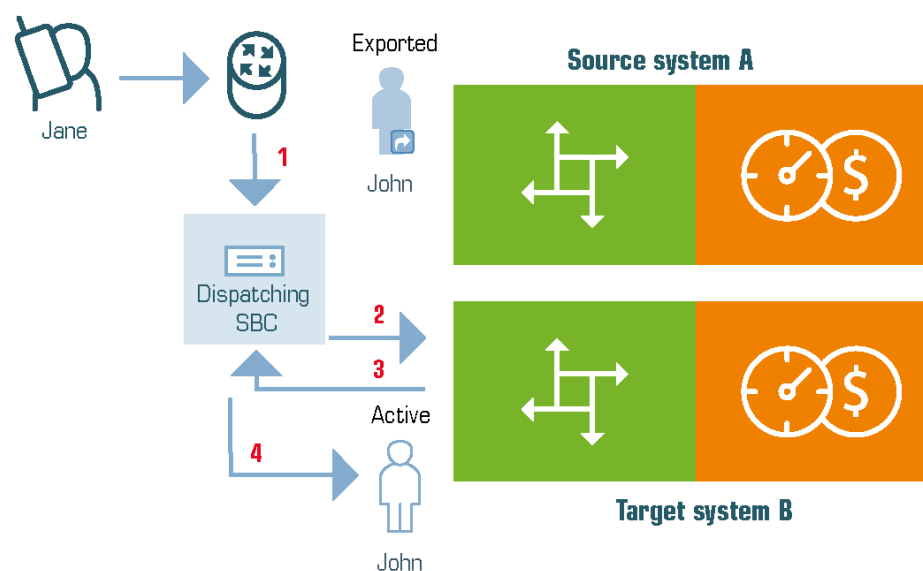 Jane
Exported
John
Source system A
$
1
Dispatching
SBC
2
3
$
Active
4
John
Target system B